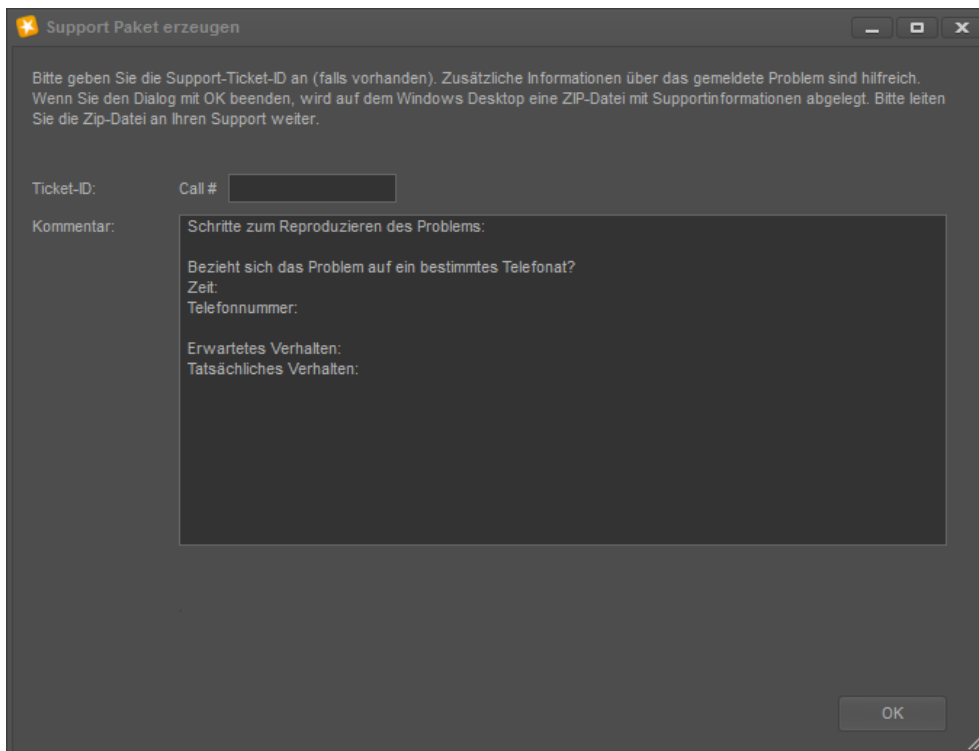 Support Paket erzeugen
Bitte geben Sie die Support-Ticket-ID an (falls vorhanden). Zusätzliche Informationen über das gemeldete Problem sind hilfreich.
Wenn Sie den Dialog mit OK beenden, wird auf dem Windows Desktop eine ZIP-Datei mit Supportinformationen abgelegt. Bitte leiten
Sie die Zip-Datei an Ihren Support weiter.
Ticket-ID: Call #
Kommentar: Schritte zum Reproduzieren des Problems:
Bezieht sich das Problem auf ein bestimmtes Telefonat?
Zeit:
Telefonnummer:
Erwartetes Verhalten:
Tatsächliches Verhalten:
OK